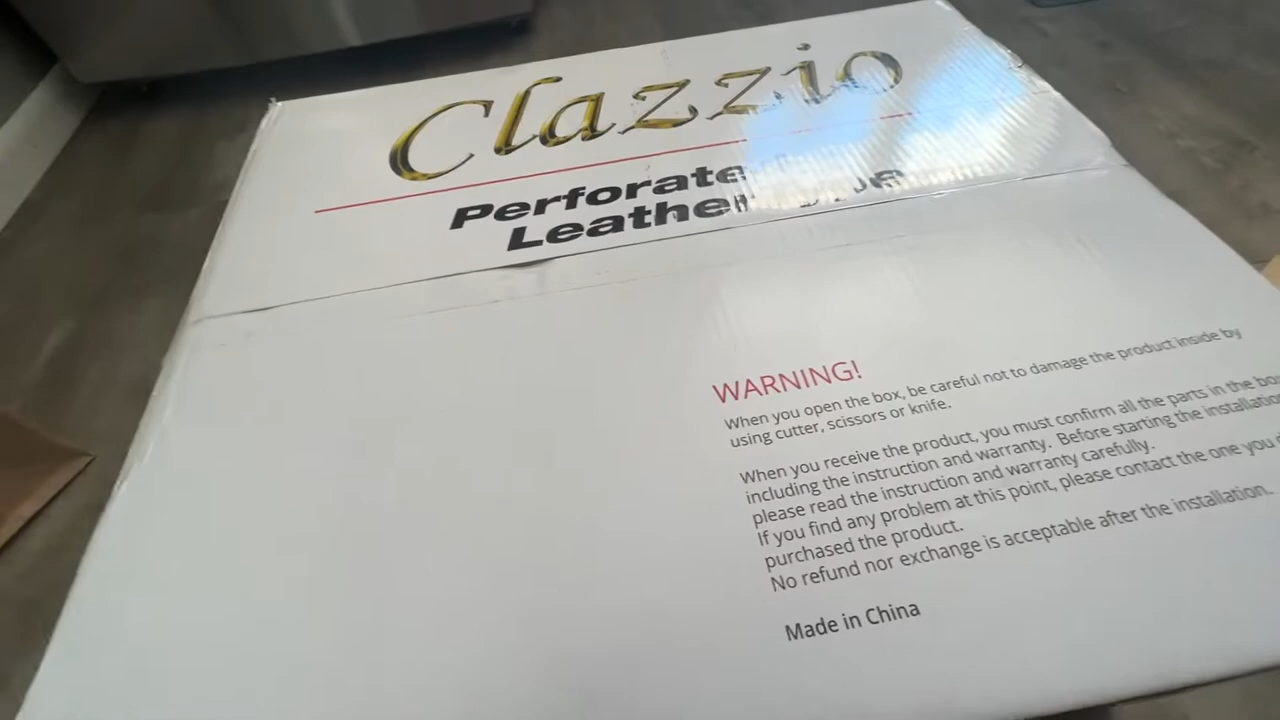 Clazzio
Perforate
Leather
WARNING!
When you open the box, be careful not to damage the product inside by
using cutter, scissors or knife.
When you receive the product, you must confirm all the parts in the box
including the instruction and warranty. Before starting the installation
please read the instruction and warranty carefully.
If you find any problem at this point, please contact the one you
purchased the product.
No refund nor exchange is acceptable after the installation.
Made in China